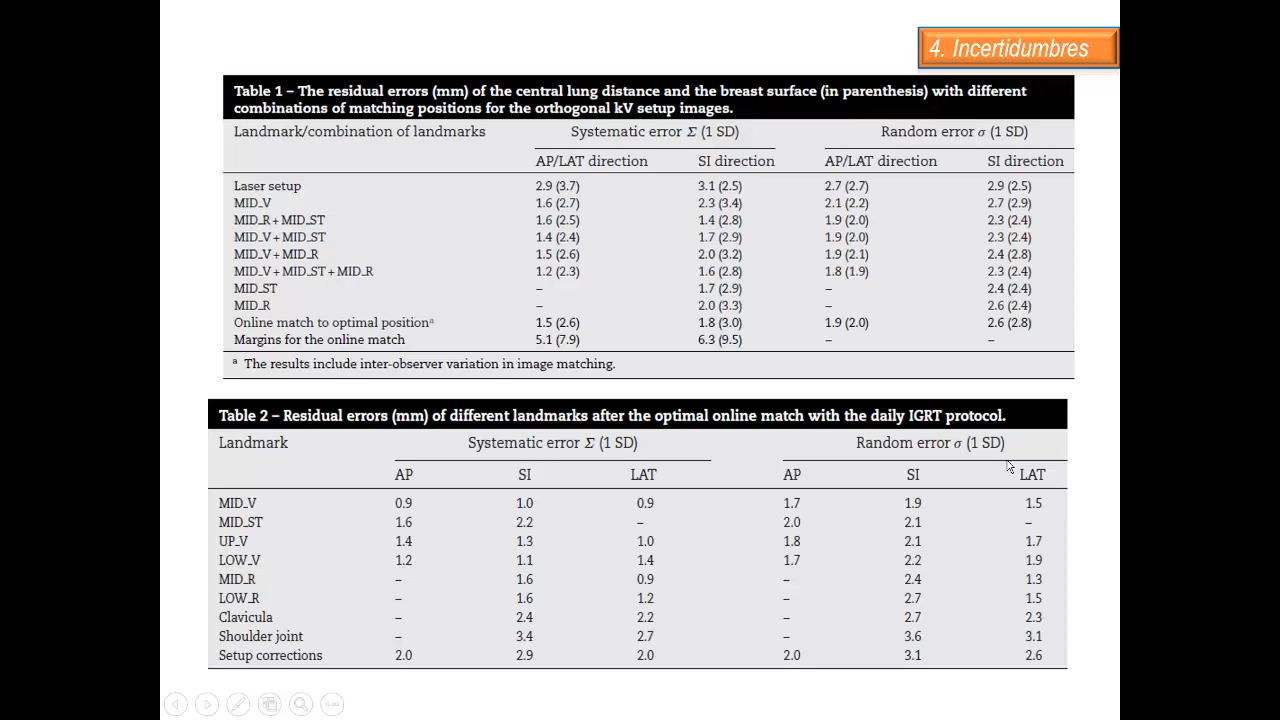 4. Incertidumbres
Table 1 – The residual errors (mm) of the central lung distance and the breast surface (in parenthesis) with different
combinations of matching positions for the orthogonal kV setup images.
Landmark/combination of landmarks Systematic error Σ (1 SD) Random error σ (1 SD)
AP/LAT direction SI direction AP/LAT direction SI direction
Laser setup 2.9 (3.7) 3.1 (2.5) 2.7 (2.7) 2.9 (2.5)
MID_V 1.6 (2.7) 2.3 (3.4) 2.1 (2.2) 2.7 (2.9)
MID_R + MID_ST 1.6 (2.5) 1.4 (2.8) 1.9 (2.0) 2.3 (2.4)
MID_V + MID_ST 1.4 (2.4) 1.7 (2.9) 1.9 (2.0) 2.3 (2.4)
MID_V + MID_R 1.5 (2.6) 2.0 (3.2) 1.9 (2.1) 2.4 (2.8)
MID_V + MID_ST + MID_R 1.2 (2.3) 1.6 (2.8) 1.8 (1.9) 2.3 (2.4)
MID_ST – 1.7 (2.9) – 2.4 (2.4)
MID_R – 2.0 (3.3) – 2.6 (2.4)
Online match to optimal position^a 1.5 (2.6) 1.8 (3.0) 1.9 (2.0) 2.6 (2.8)
Margins for the online match 5.1 (7.9) 6.3 (9.5) – –
^a The results include inter-observer variation in image matching.
Table 2 – Residual errors (mm) of different landmarks after the optimal online match with the daily IGRT protocol.
Landmark Systematic error Σ (1 SD) Random error σ (1 SD)
AP SI LAT AP SI LAT
MID_V 0.9 1.0 0.9 1.7 1.9 1.5
MID_ST 1.6 2.2 – 2.0 2.1 –
UP_V 1.4 1.3 1.0 1.8 2.1 1.7
LOW_V 1.2 1.1 1.4 1.7 2.2 1.9
MID_R – 1.6 0.9 – 2.4 1.3
LOW_R – 1.6 1.2 – 2.7 1.5
Clavicula – 2.4 2.2 – 2.7 2.3
Shoulder joint – 3.4 2.7 – 3.6 3.1
Setup corrections 2.0 2.9 2.0 2.0 3.1 2.6